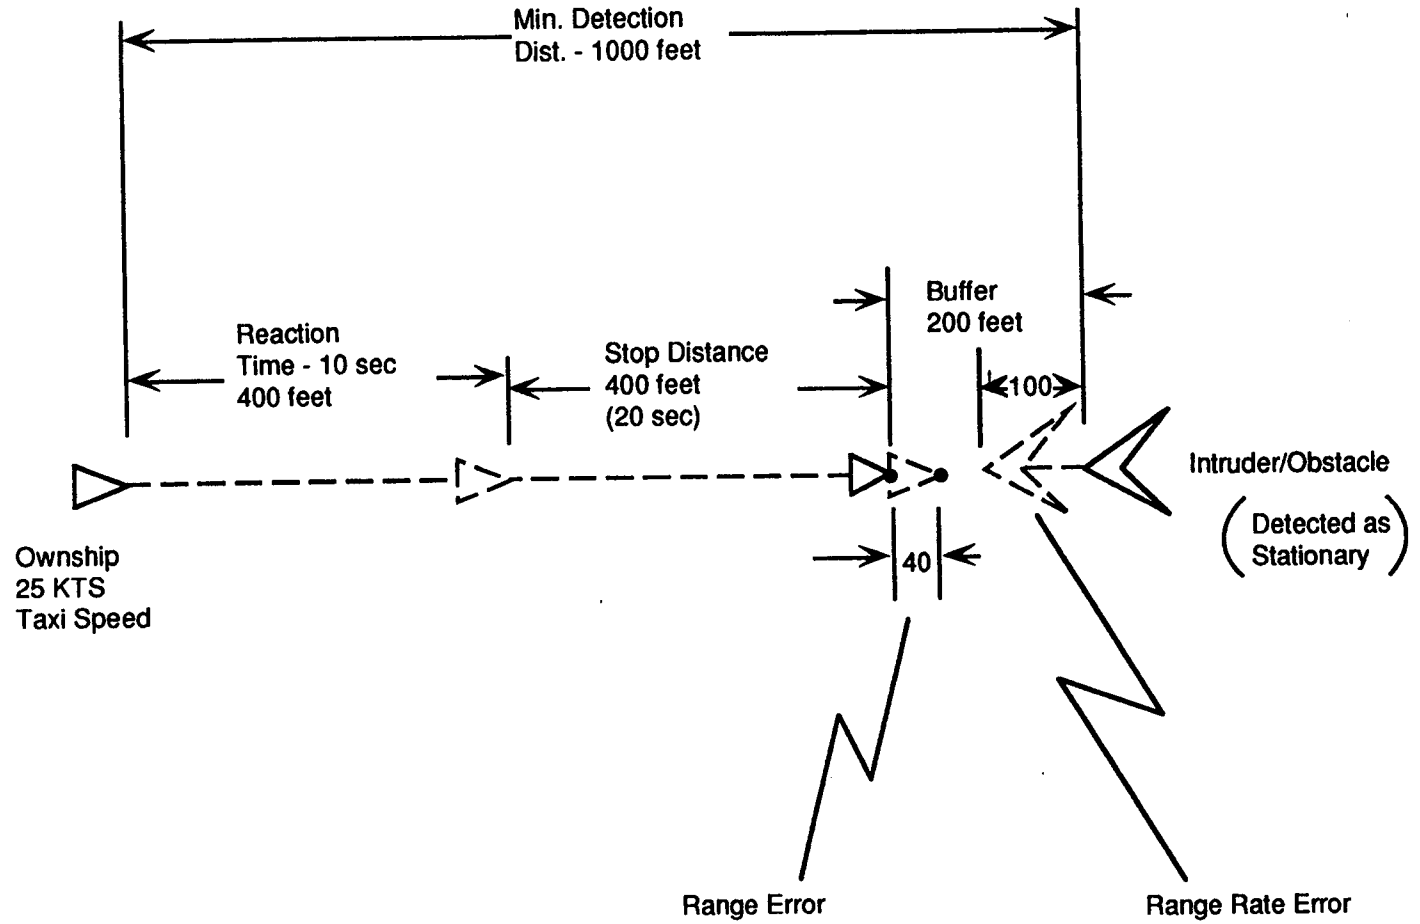 Min. Detection
Dist. - 1000 feet
Buffer
200 feet
Reaction
Time - 10 sec
400 feet
Stop Distance
400 feet
(20 sec)
100
Intruder/Obstacle
(Detected as
Stationary)
Ownship
25 KTS
Taxi Speed
40
Range Error
Range Rate Error